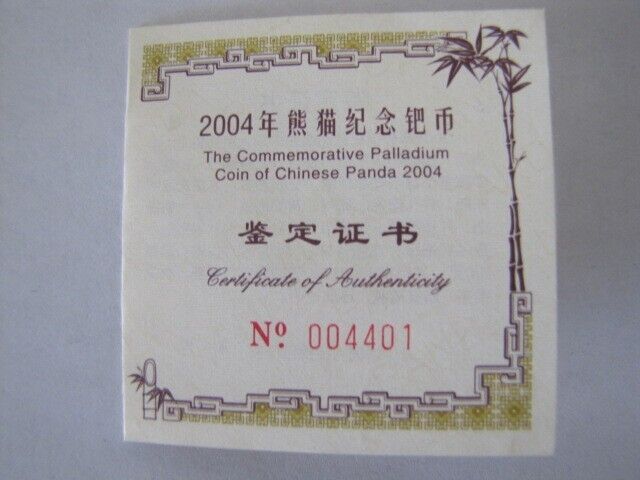 2004年熊猫纪念钯币
The Commemorative Palladium
Coin of Chinese Panda 2004
鉴定证书
Certificate of Authenticity
Nº 004401